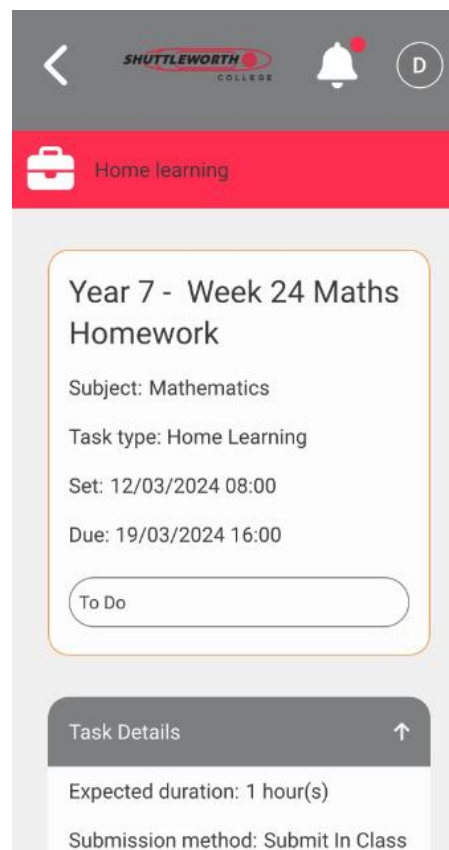 SHUTTLEWORTH
COLLEGE
D
Home learning
Year 7 - Week 24 Maths
Homework
Subject: Mathematics
Task type: Home Learning
Set: 12/03/2024 08:00
Due: 19/03/2024 16:00
To Do
Task Details
Expected duration: 1 hour(s)
Submission method: Submit In Class